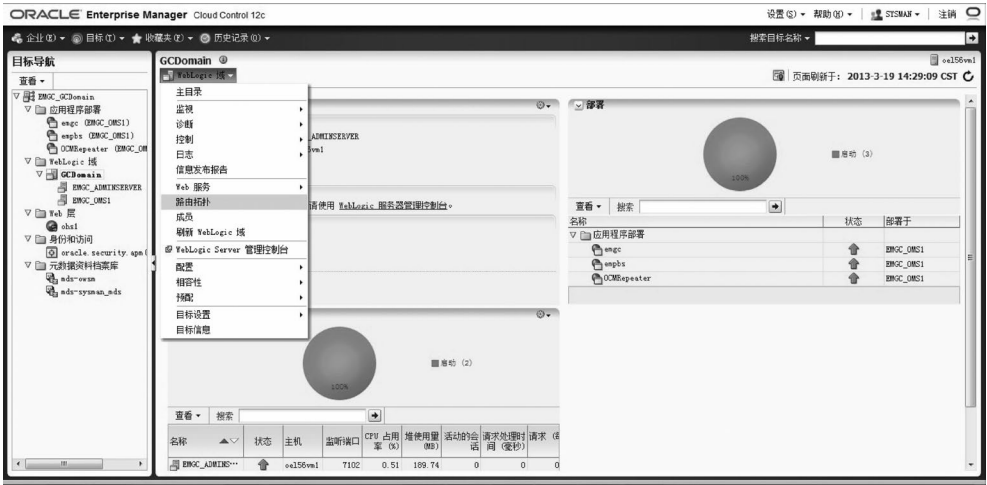 ORACLE Enterprise Manager Cloud Control 12c
设置(S) 帮助(H) SYSMAN 注销
企业(E) 目标(T) 收藏夹(F) 历史记录(O) 搜索目标名称
目标导航
查看
EMGC_GCDomain
应用程序部署
emgc (EMGC_OMS1)
empbs (EMGC_OMS1)
OCMRepeater (EMGC_OM
WebLogic 域
GCDomain
EMGC_ADMINSERVER
EMGC_OMS1
Web 层
ohs1
身份和访问
oracle.security.apm(
元数据资料档案库
mds-owsm
mds-sysman_mds
GCDomain
oel56vm1
WebLogic 域
页面刷新于: 2013-3-19 14:29:09 CST
主目录
监视
诊断
控制
日志
信息发布报告
Web 服务
路由拓扑
成员
刷新 WebLogic 域
WebLogic Server 管理控制台
配置
相容性
预配
目标设置
目标信息
_ADMINSERVER
6vm1
请使用 WebLogic 服务器管理控制台。
100%
启动 (2)
查看 搜索
名称 状态 主机 监听端口 CPU 占用率 (%) 堆使用量 (MB) 活动的会话 请求处理时间 (毫秒) 请求
EMGC_ADMINS… oel56vm1 7102 0.51 189.74 0 0 0
部署
100%
启动 (3)
查看 搜索
名称 状态 部署于
应用程序部署
emgc EMGC_OMS1
empbs EMGC_OMS1
OCMRepeater EMGC_OMS1